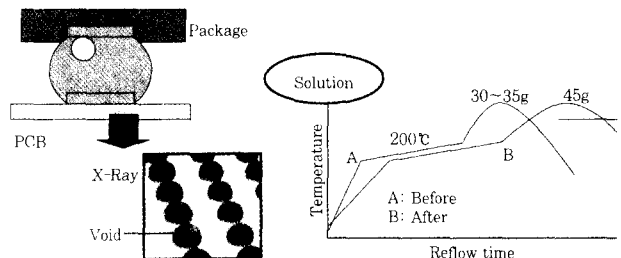 Package
PCB
X-Ray
Void
Solution
30~35g
45g
200℃
A
B
A: Before
B: After
Temperature
Reflow time